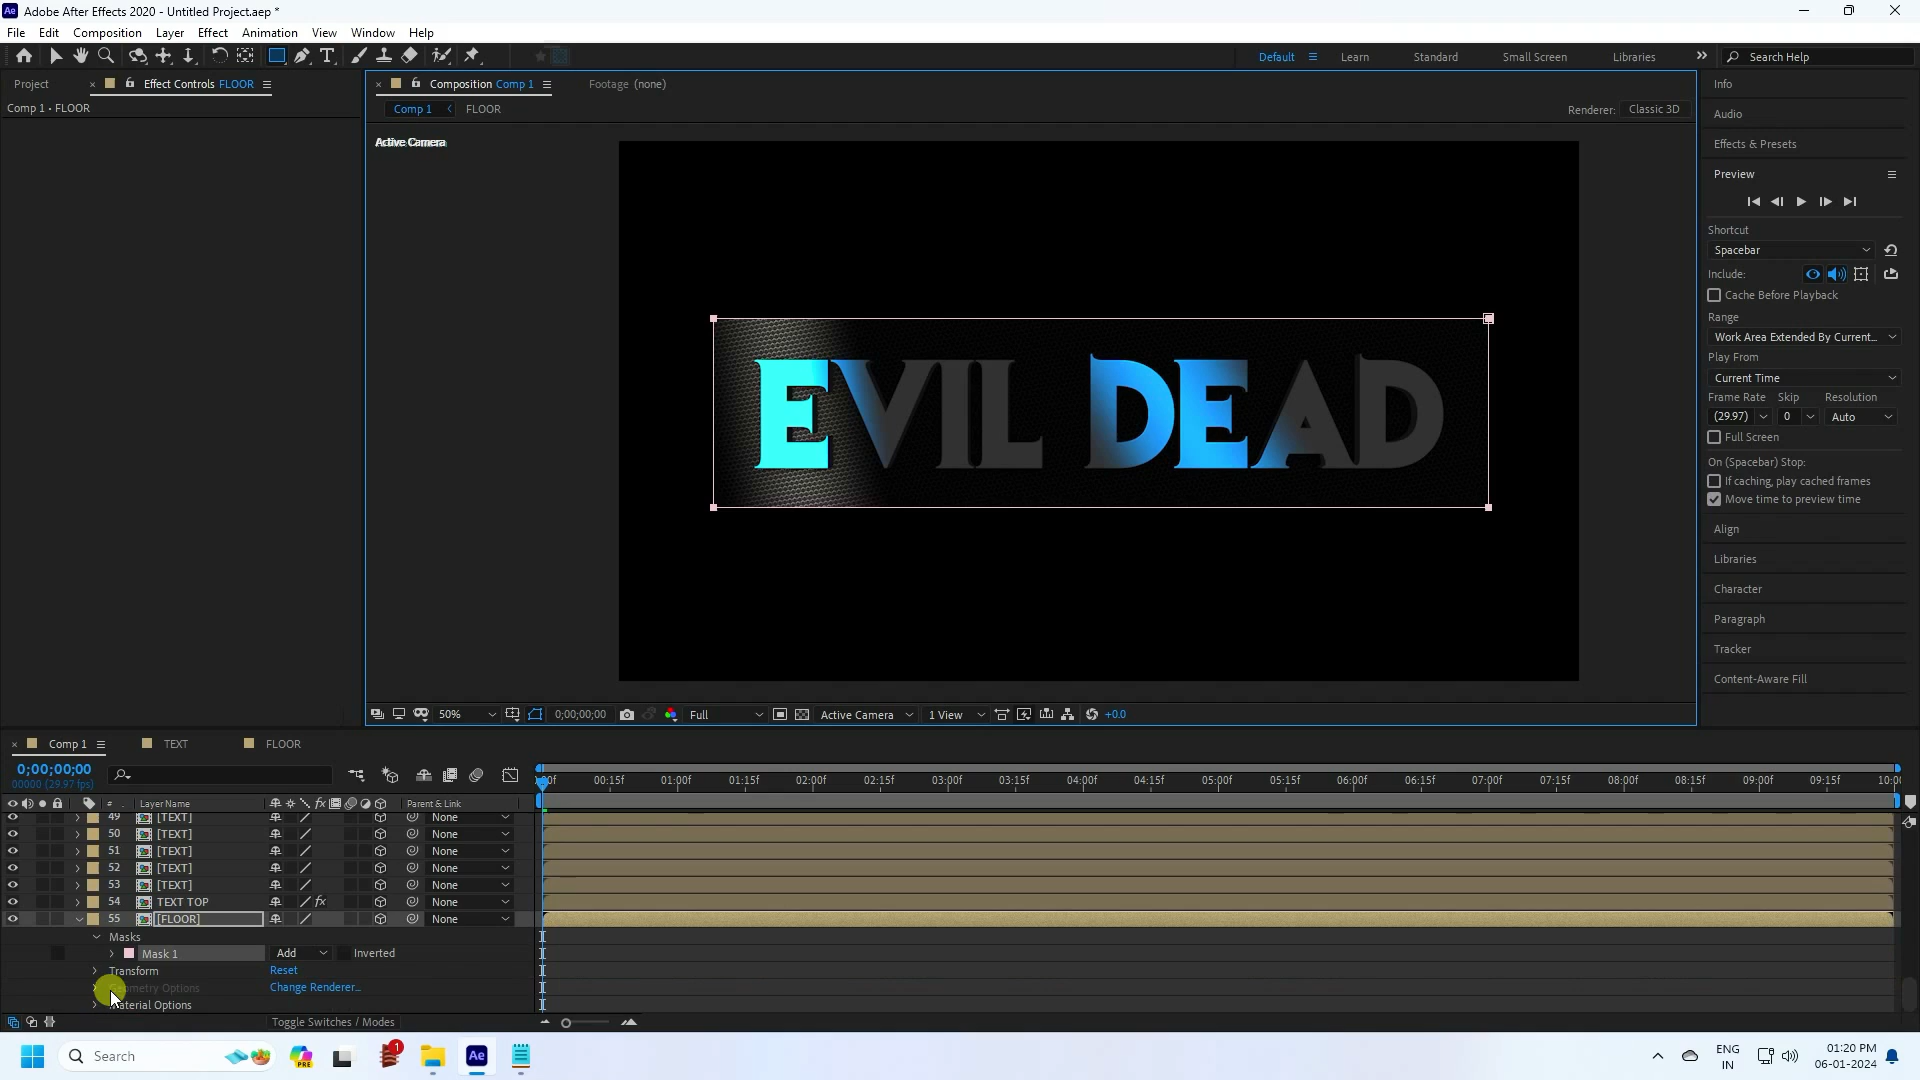 Adobe After Effects 2020 - Untitled Project.aep *
File Edit Composition Layer Effect Animation View Window Help
Default Learn Standard Small Screen Libraries Search Help
Project Effect Controls FLOOR
Composition Comp 1
Footage (none)
Comp 1 • FLOOR
Comp 1 FLOOR
Renderer: Classic 3D
Active Camera
EVIL DEAD
Info
Audio
Effects & Presets
Preview
Shortcut
Spacebar
Include:
Cache Before Playback
Range
Work Area Extended By Current...
Play From
Current Time
Frame Rate Skip Resolution
(29.97) 0 Auto
Full Screen
On (Spacebar) Stop:
If caching, play cached frames
Move time to preview time
Align
Libraries
Character
Paragraph
Tracker
Content-Aware Fill
50% 0;00;00;00 Full Active Camera 1 View +0.0
Comp 1 TEXT FLOOR
0;00;00;00
00000 (29.97 fps)
00:15f 01:00f 01:15f 02:00f 02:15f 03:00f 03:15f 04:00f 04:15f 05:00f 05:15f 06:00f 06:15f 07:00f 07:15f 08:00f 08:15f 09:00f 09:15f
# Layer Name Parent & Link
49 [TEXT] None
50 [TEXT] None
51 [TEXT] None
52 [TEXT] None
53 [TEXT] None
54 TEXT TOP fx None
55 [FLOOR] None
Masks
Mask 1 Add Inverted
Transform Reset
Geometry Options Change Renderer...
Material Options
Toggle Switches / Modes
Search
PRE
1
Ae
ENG
IN
01:20 PM
06-01-2024